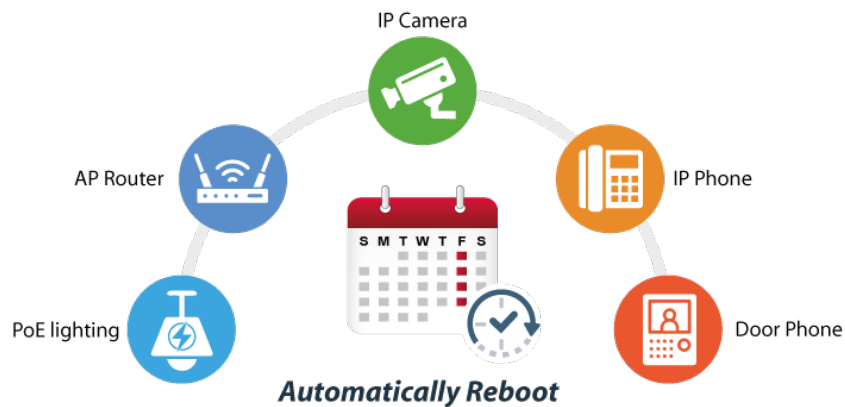 IP Camera
AP Router
IP Phone
S M T W T F S
PoE lighting
Door Phone
Automatically Reboot